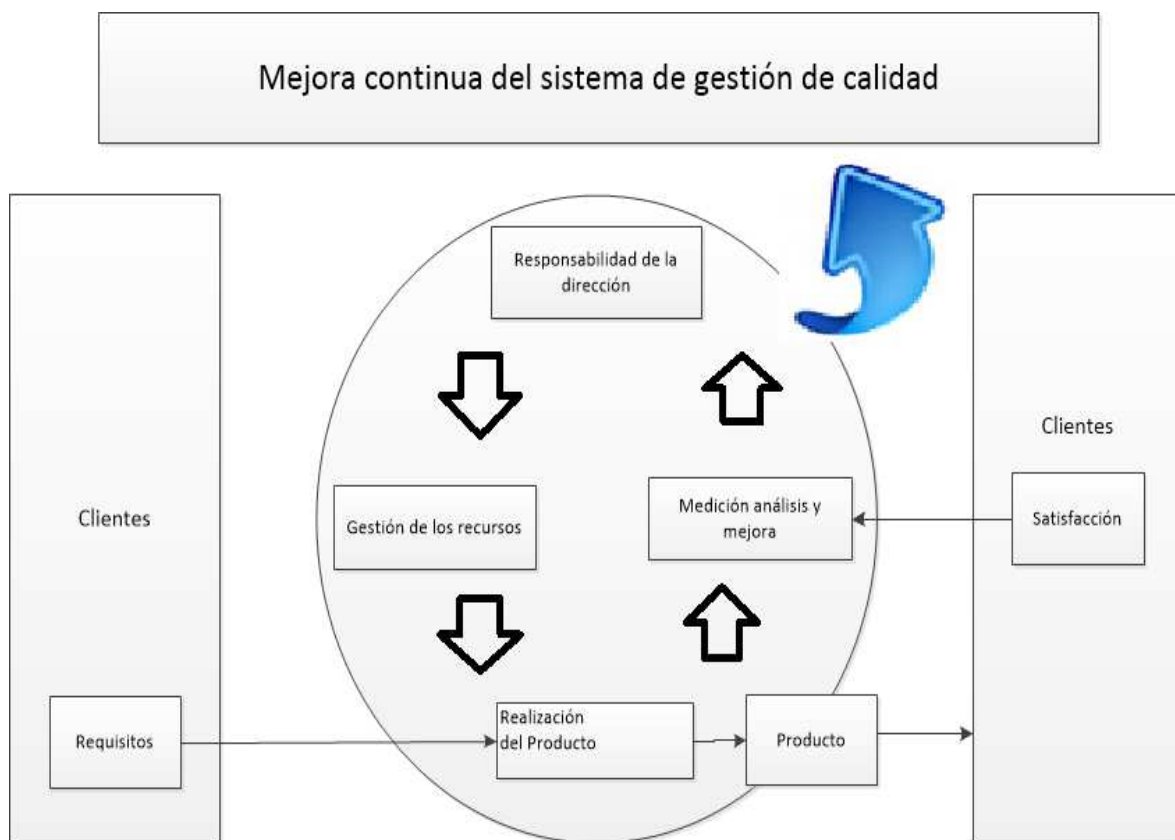 Mejora continua del sistema de gestión de calidad
Responsabilidad de la
dirección
Clientes
Gestión de los recursos
Medición análisis y
mejora
Clientes
Satisfacción
Requisitos
Realización
del Producto
Producto